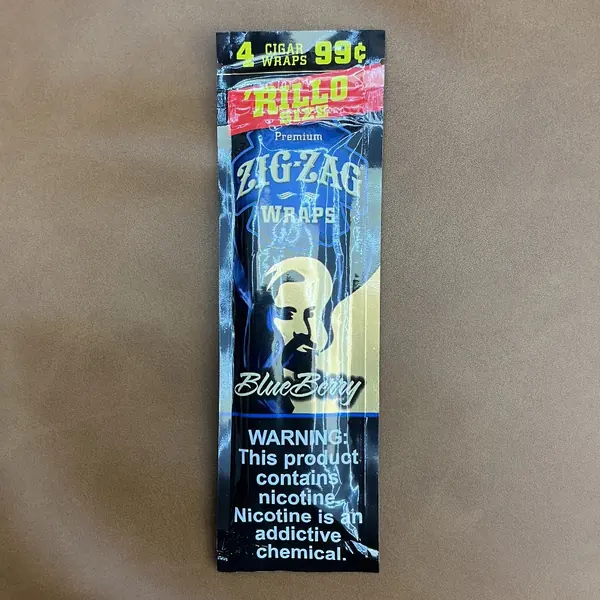 4 CIGAR WRAPS 99¢
'RILLO
SIZE
Premium
ZIG-ZAG
WRAPS
BlueBerry
WARNING:
This product
contains
nicotine.
Nicotine is an
addictive
chemical.